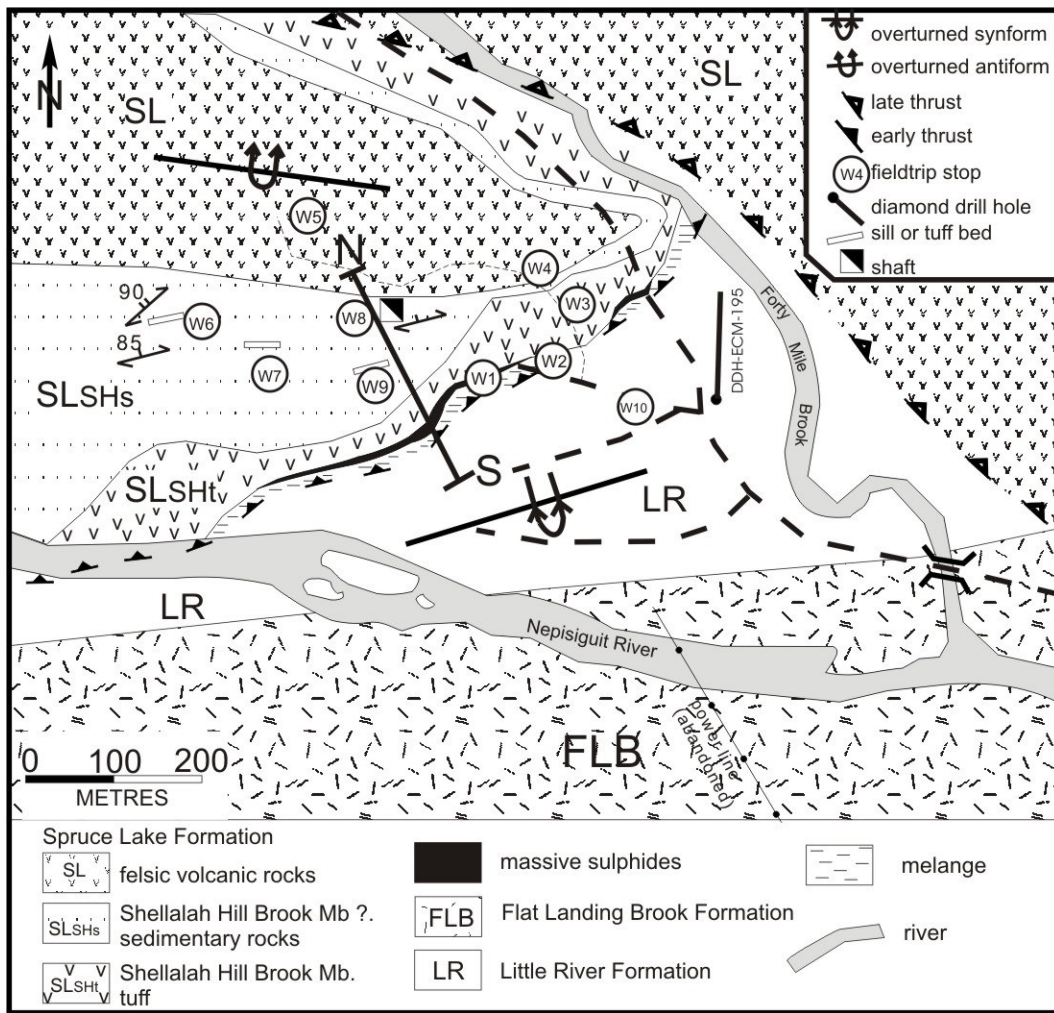 N
SL
SL
overturned synform
overturned antiform
late thrust
early thrust
W4 fieldtrip stop
diamond drill hole
sill or tuff bed
shaft
W5
N
W4
W3
90
W6
W8
85
W7
W9
W1
W2
W10
SLSHs
DDH-ECM-195
Forty
Mile
Brook
SLSHt
S
LR
LR
Nepisiguit River
FLB
power line
(abandoned)
0 100 200
METRES
Spruce Lake Formation
SL felsic volcanic rocks
SLSHs Shellalah Hill Brook Mb ?.
sedimentary rocks
SLSHt Shellalah Hill Brook Mb.
tuff
massive sulphides
FLB Flat Landing Brook Formation
LR Little River Formation
melange
river